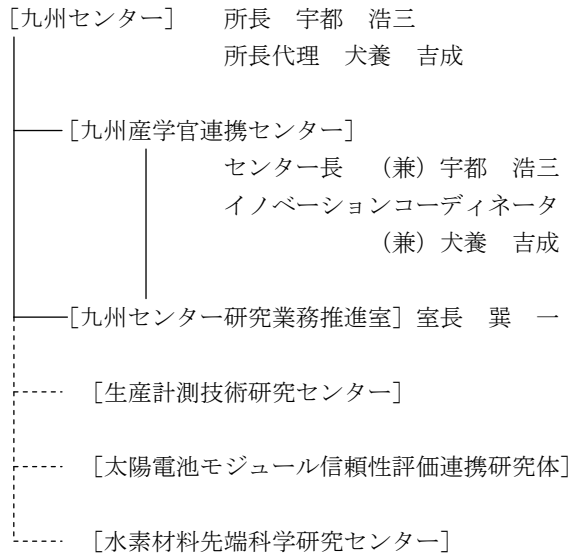 [九州センター]　　所長　宇都　浩三
所長代理　犬養　吉成
[九州産学官連携センター]
センター長　（兼）宇都　浩三
イノベーションコーディネータ
（兼）犬養　吉成
[九州センター研究業務推進室] 室長　巽　一
[生産計測技術研究センター]
[太陽電池モジュール信頼性評価連携研究体]
[水素材料先端科学研究センター]